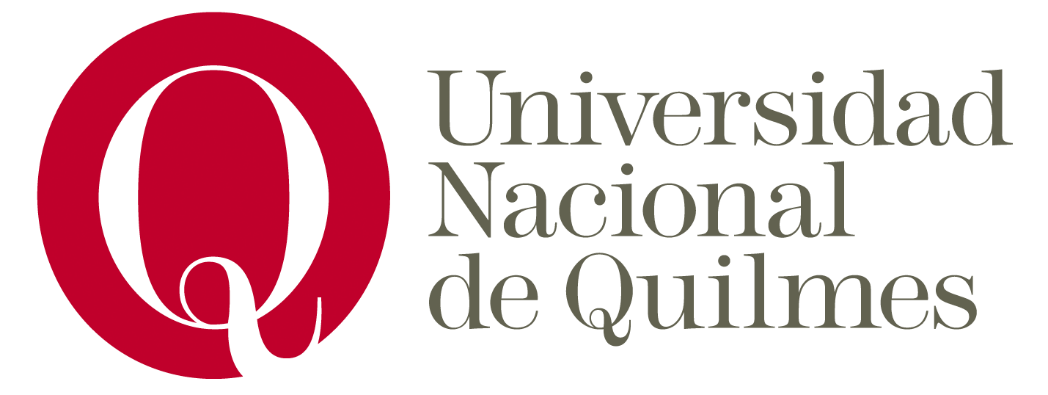 Q
Universidad
Nacional
de Quilmes